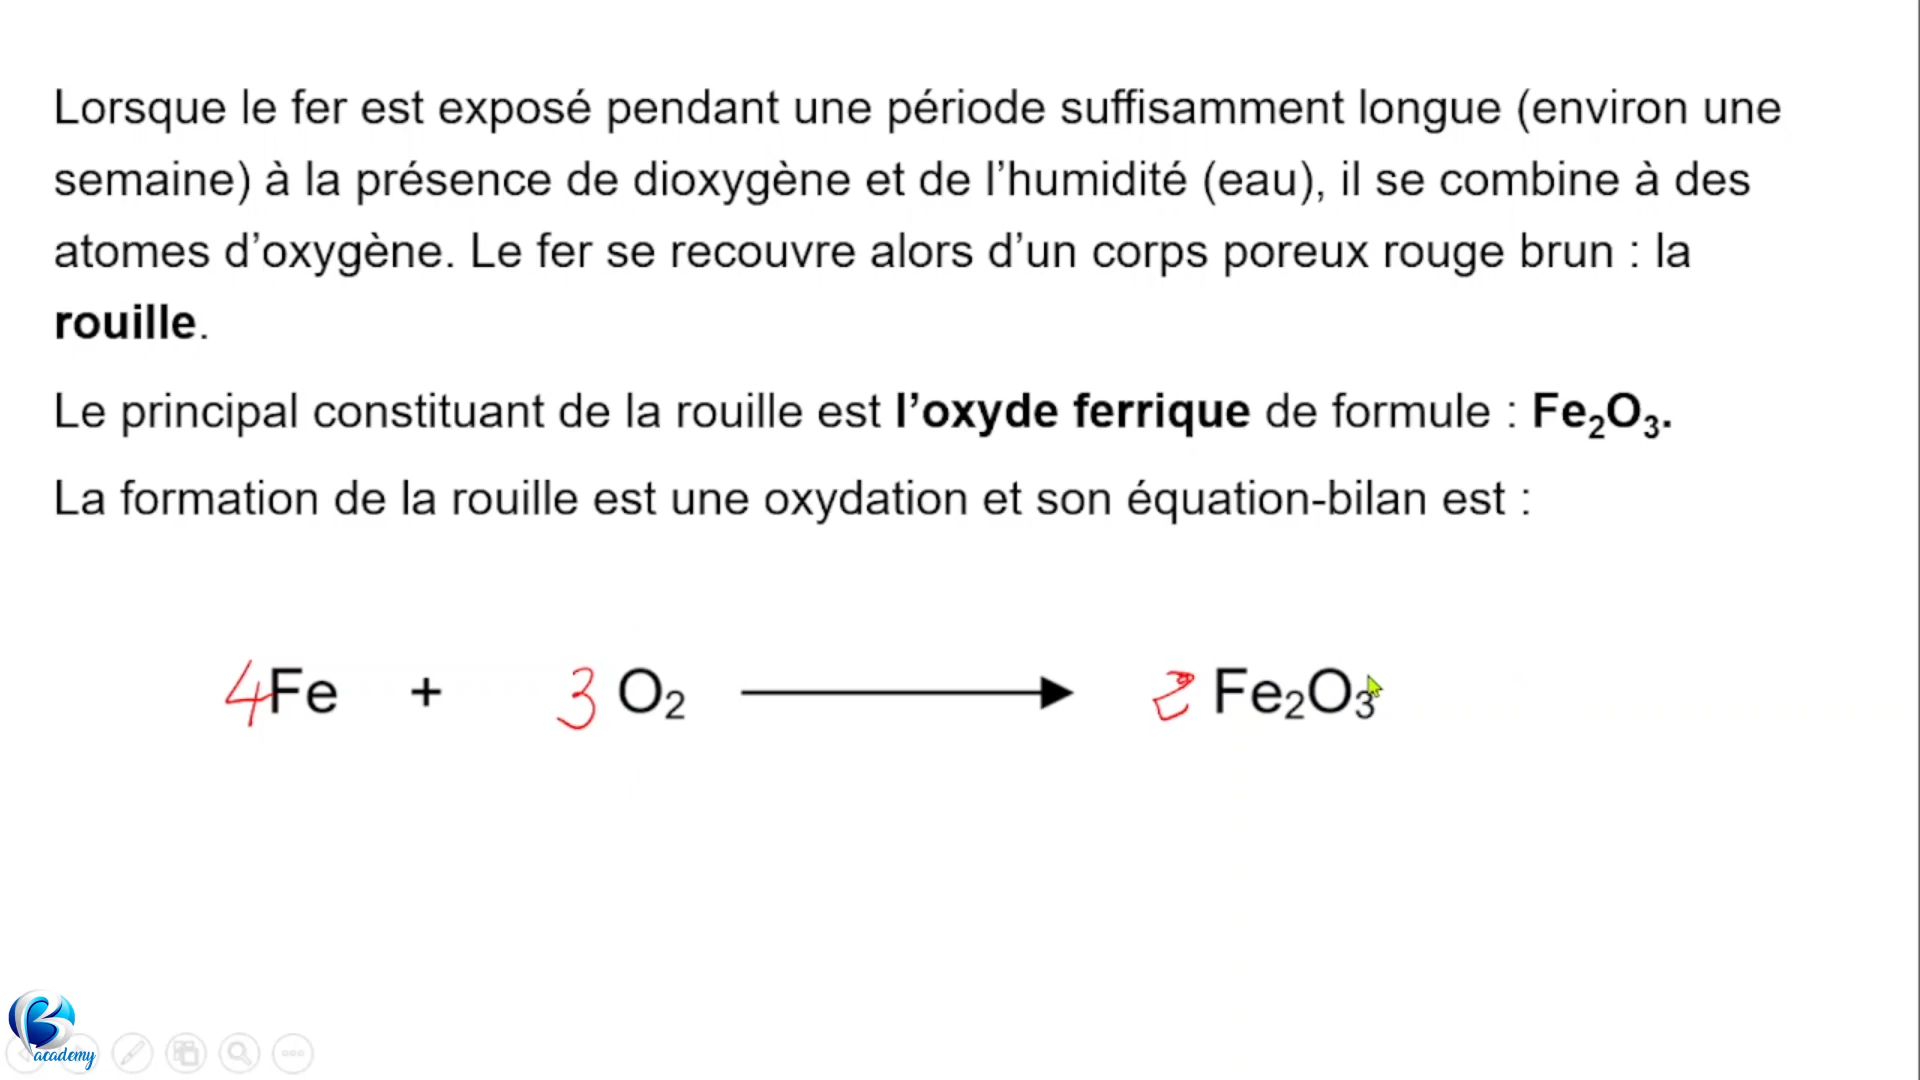 Lorsque le fer est exposé pendant une période suffisamment longue (environ une
semaine) à la présence de dioxygène et de l’humidité (eau), il se combine à des
atomes d’oxygène. Le fer se recouvre alors d’un corps poreux rouge brun : la
rouille.
Le principal constituant de la rouille est l’oxyde ferrique de formule : Fe₂O₃.
La formation de la rouille est une oxydation et son équation-bilan est :
4Fe + 3 O₂ → 2 Fe₂O₃
B academy